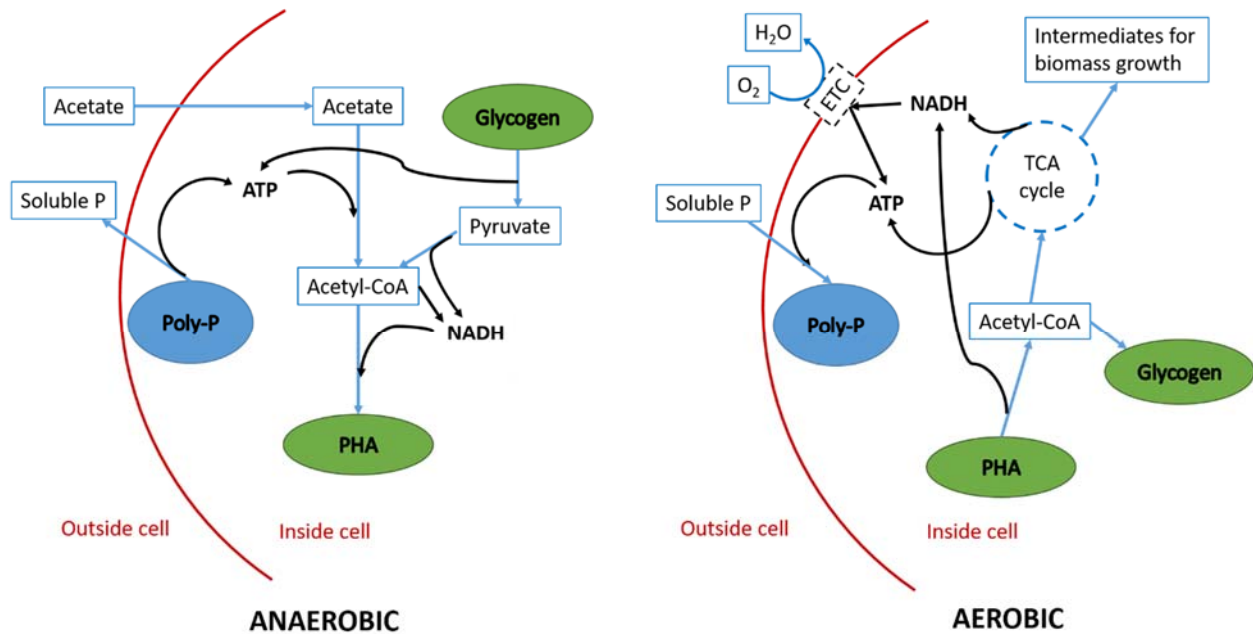 Acetate
Acetate
Glycogen
ATP
Soluble P
Pyruvate
Acetyl-CoA
Poly-P
NADH
PHA
Outside cell
Inside cell
ANAEROBIC
H₂O
O₂
ETC
NADH
Intermediates for
biomass growth
TCA
cycle
Soluble P
ATP
Poly-P
Acetyl-CoA
Glycogen
PHA
Outside cell
Inside cell
AEROBIC